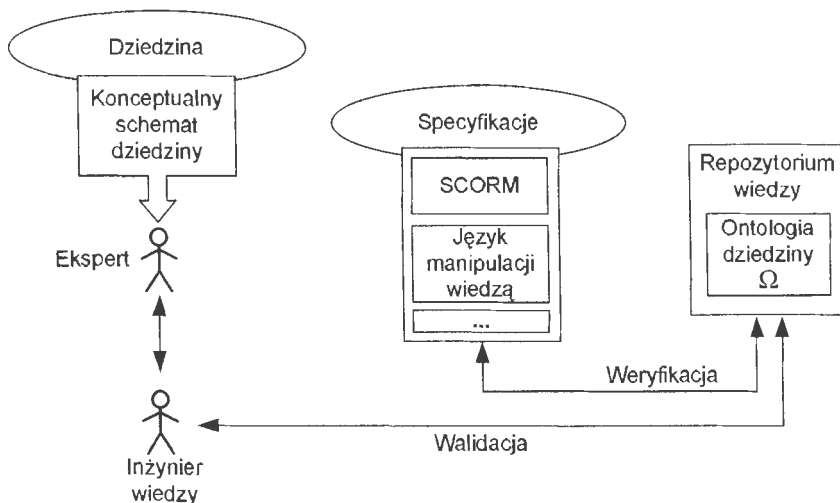 Dziedzina
Konceptualny
schemat
dziedziny
Ekspert
Inżynier
wiedzy
Specyfikacje
SCORM
Język
manipulacji
wiedzą
...
Repozytorium
wiedzy
Ontologia
dziedziny
Ω
Weryfikacja
Walidacja